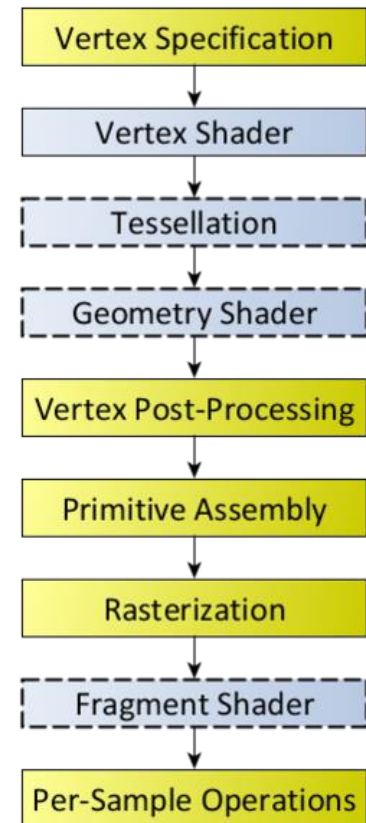 Vertex Specification
Vertex Shader
Tessellation
Geometry Shader
Vertex Post-Processing
Primitive Assembly
Rasterization
Fragment Shader
Per-Sample Operations